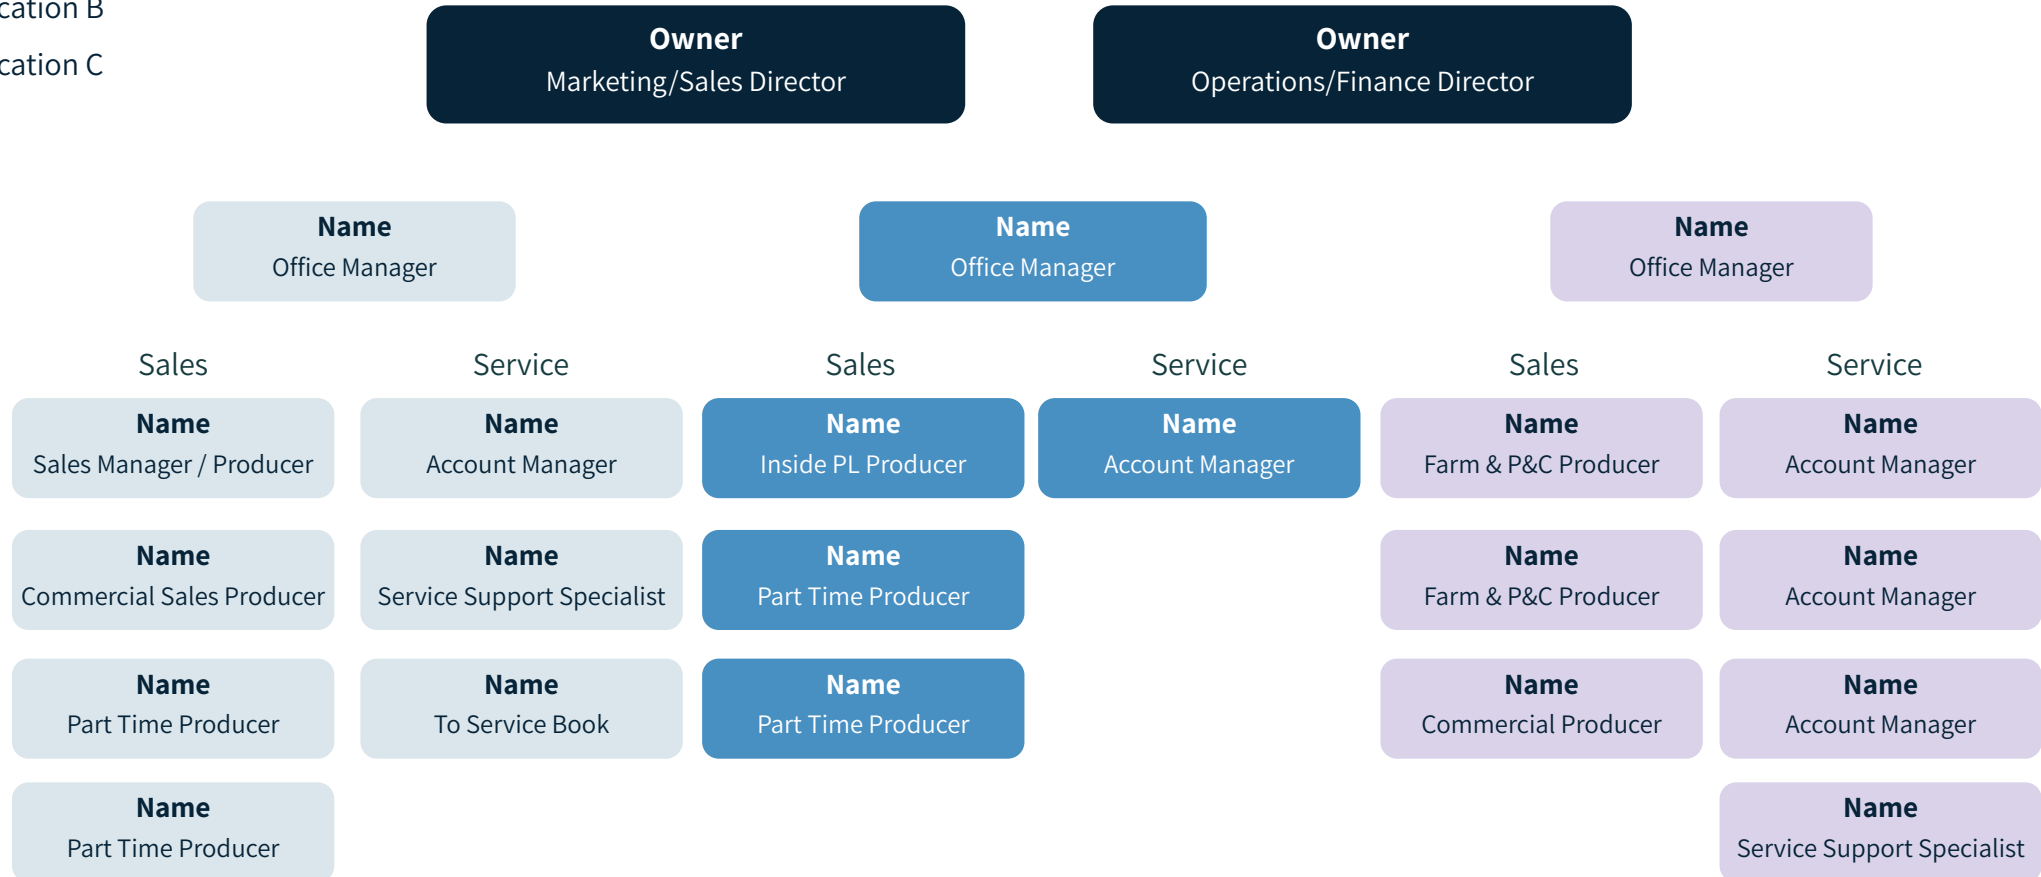 cation B
cation C
Owner
Marketing/Sales Director
Owner
Operations/Finance Director
Name
Office Manager
Name
Office Manager
Name
Office Manager
Sales
Service
Sales
Service
Sales
Service
Name
Sales Manager / Producer
Name
Account Manager
Name
Inside PL Producer
Name
Account Manager
Name
Farm & P&C Producer
Name
Account Manager
Name
Commercial Sales Producer
Name
Service Support Specialist
Name
Part Time Producer
Name
Farm & P&C Producer
Name
Account Manager
Name
Part Time Producer
Name
To Service Book
Name
Part Time Producer
Name
Commercial Producer
Name
Account Manager
Name
Part Time Producer
Name
Service Support Specialist